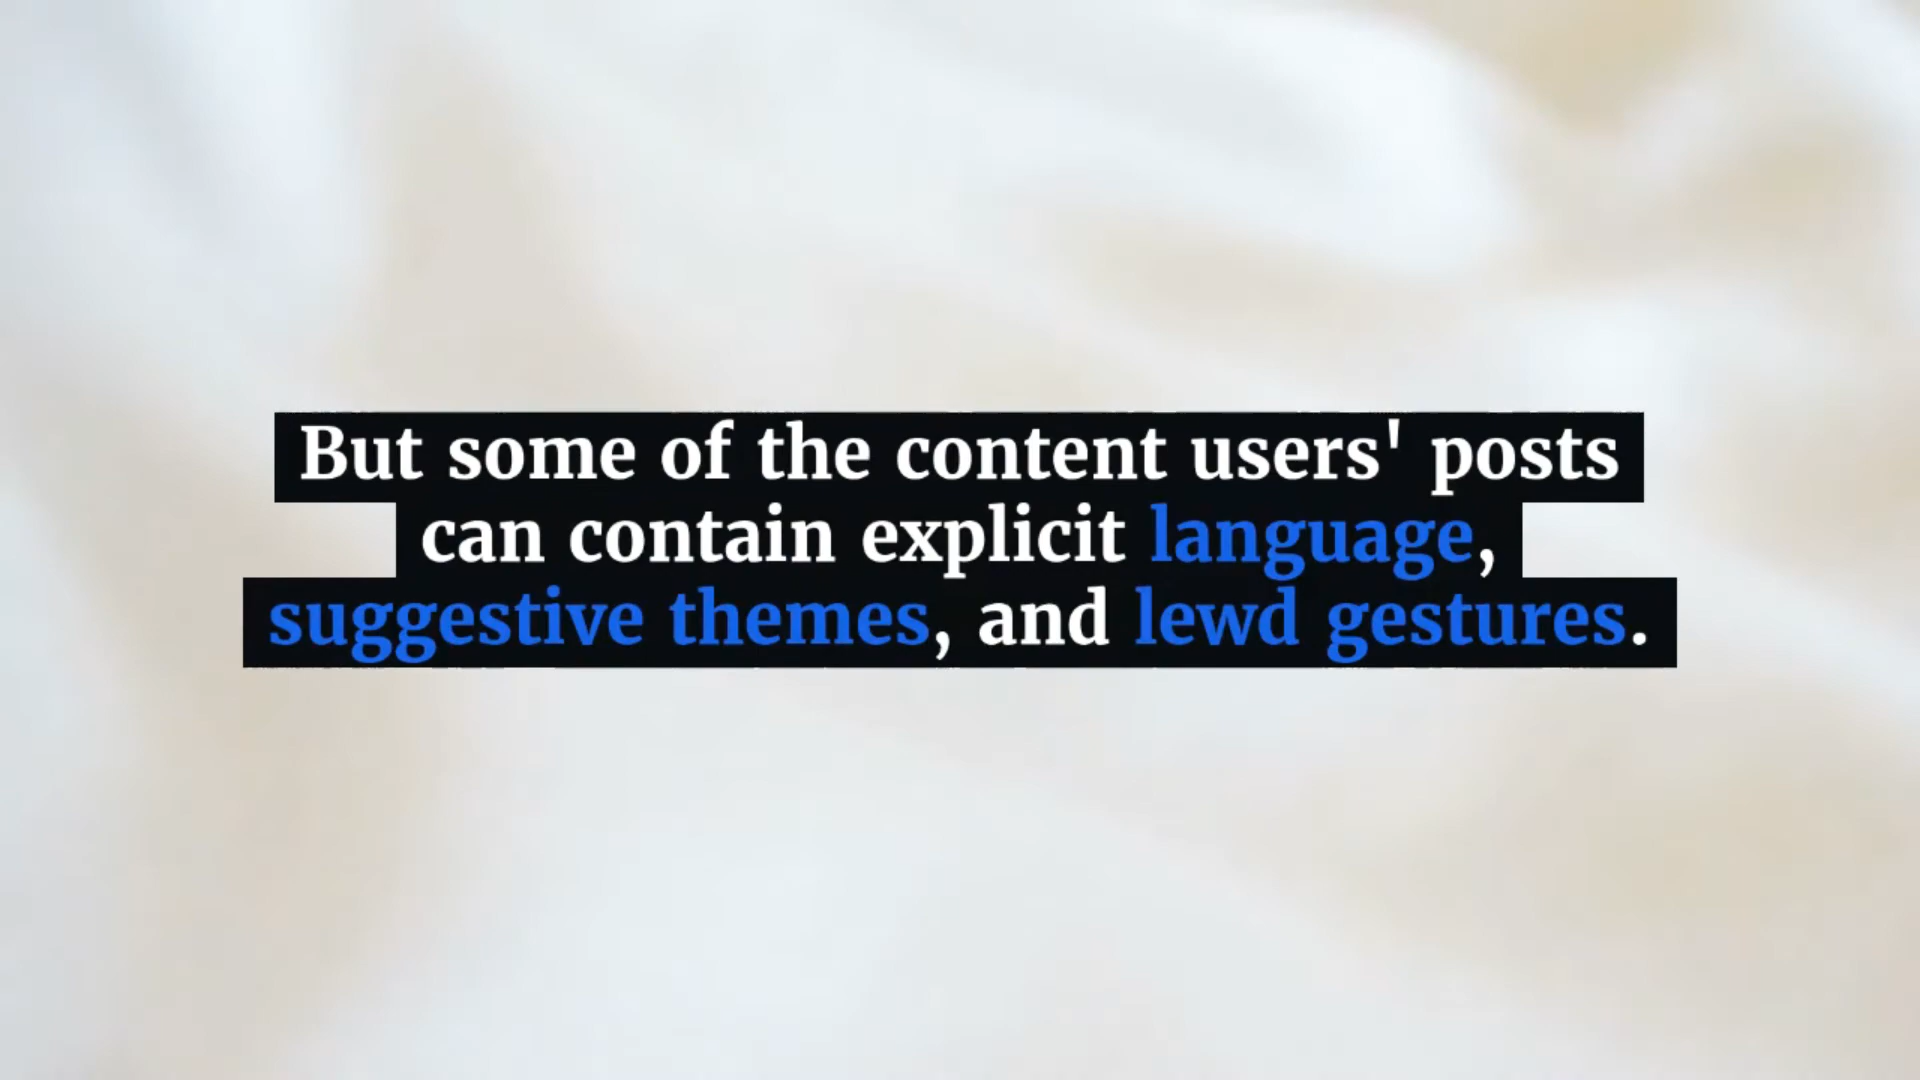 But some of the content users' posts
can contain explicit language,
suggestive themes, and lewd gestures.